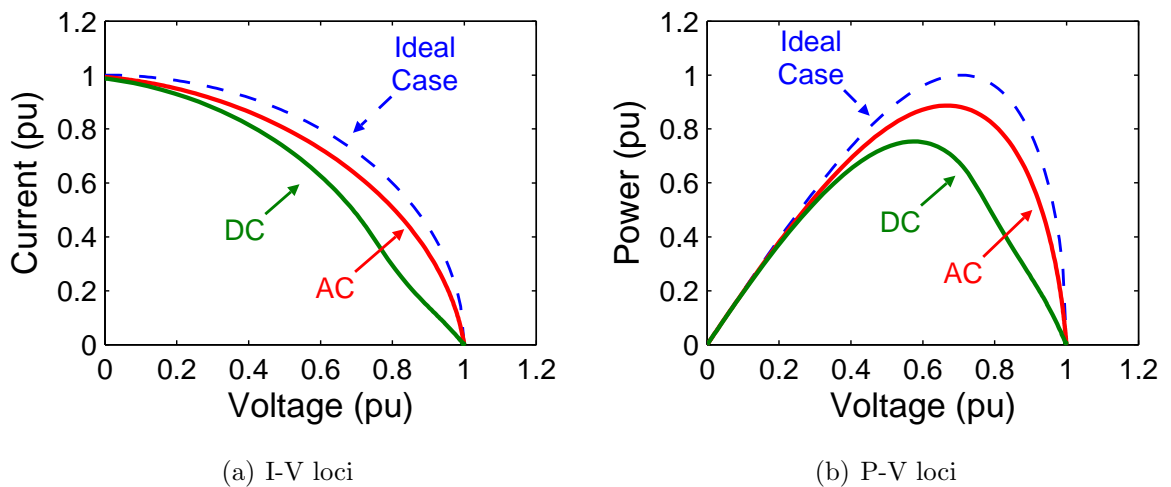 1.2
1
0.8
0.6
0.4
0.2
0
0 0.2 0.4 0.6 0.8 1 1.2
Current (pu)
Voltage (pu)
Ideal
Case
DC
AC
(a) I-V loci
1.2
1
0.8
0.6
0.4
0.2
0
0 0.2 0.4 0.6 0.8 1 1.2
Power (pu)
Voltage (pu)
Ideal
Case
DC
AC
(b) P-V loci